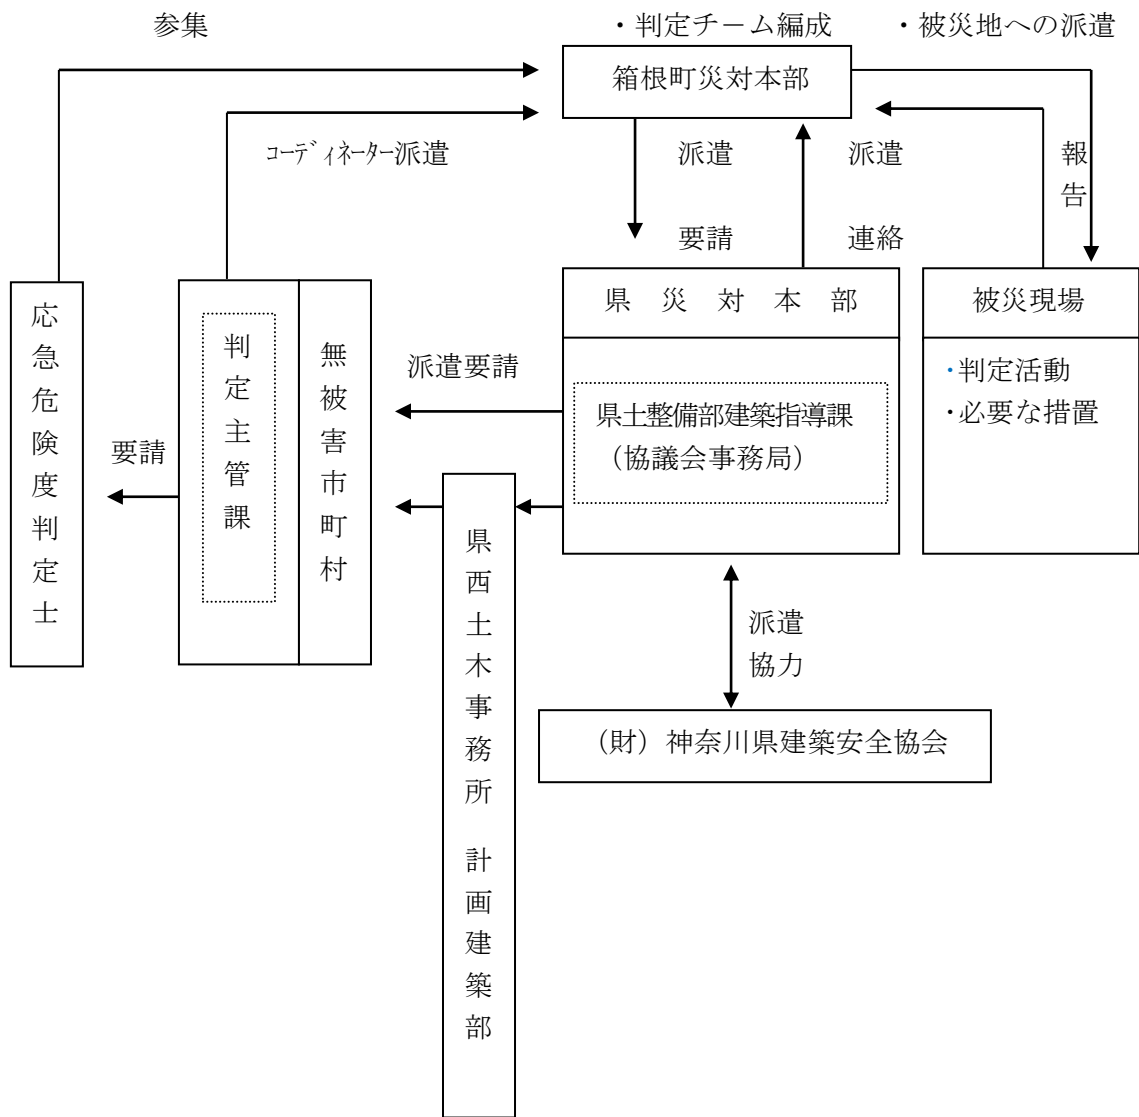 参集
・判定チーム編成
・被災地への派遣
箱根町災対本部
コーディネーター派遣
派遣
要請
派遣
連絡
報告
応急危険度判定士
要請
判定主管課
無被害市町村
派遣要請
県災対本部
県土整備部建築指導課
（協議会事務局）
被災現場
・判定活動
・必要な措置
県西土木事務所 計画建築部
派遣
協力
（財）神奈川県建築安全協会